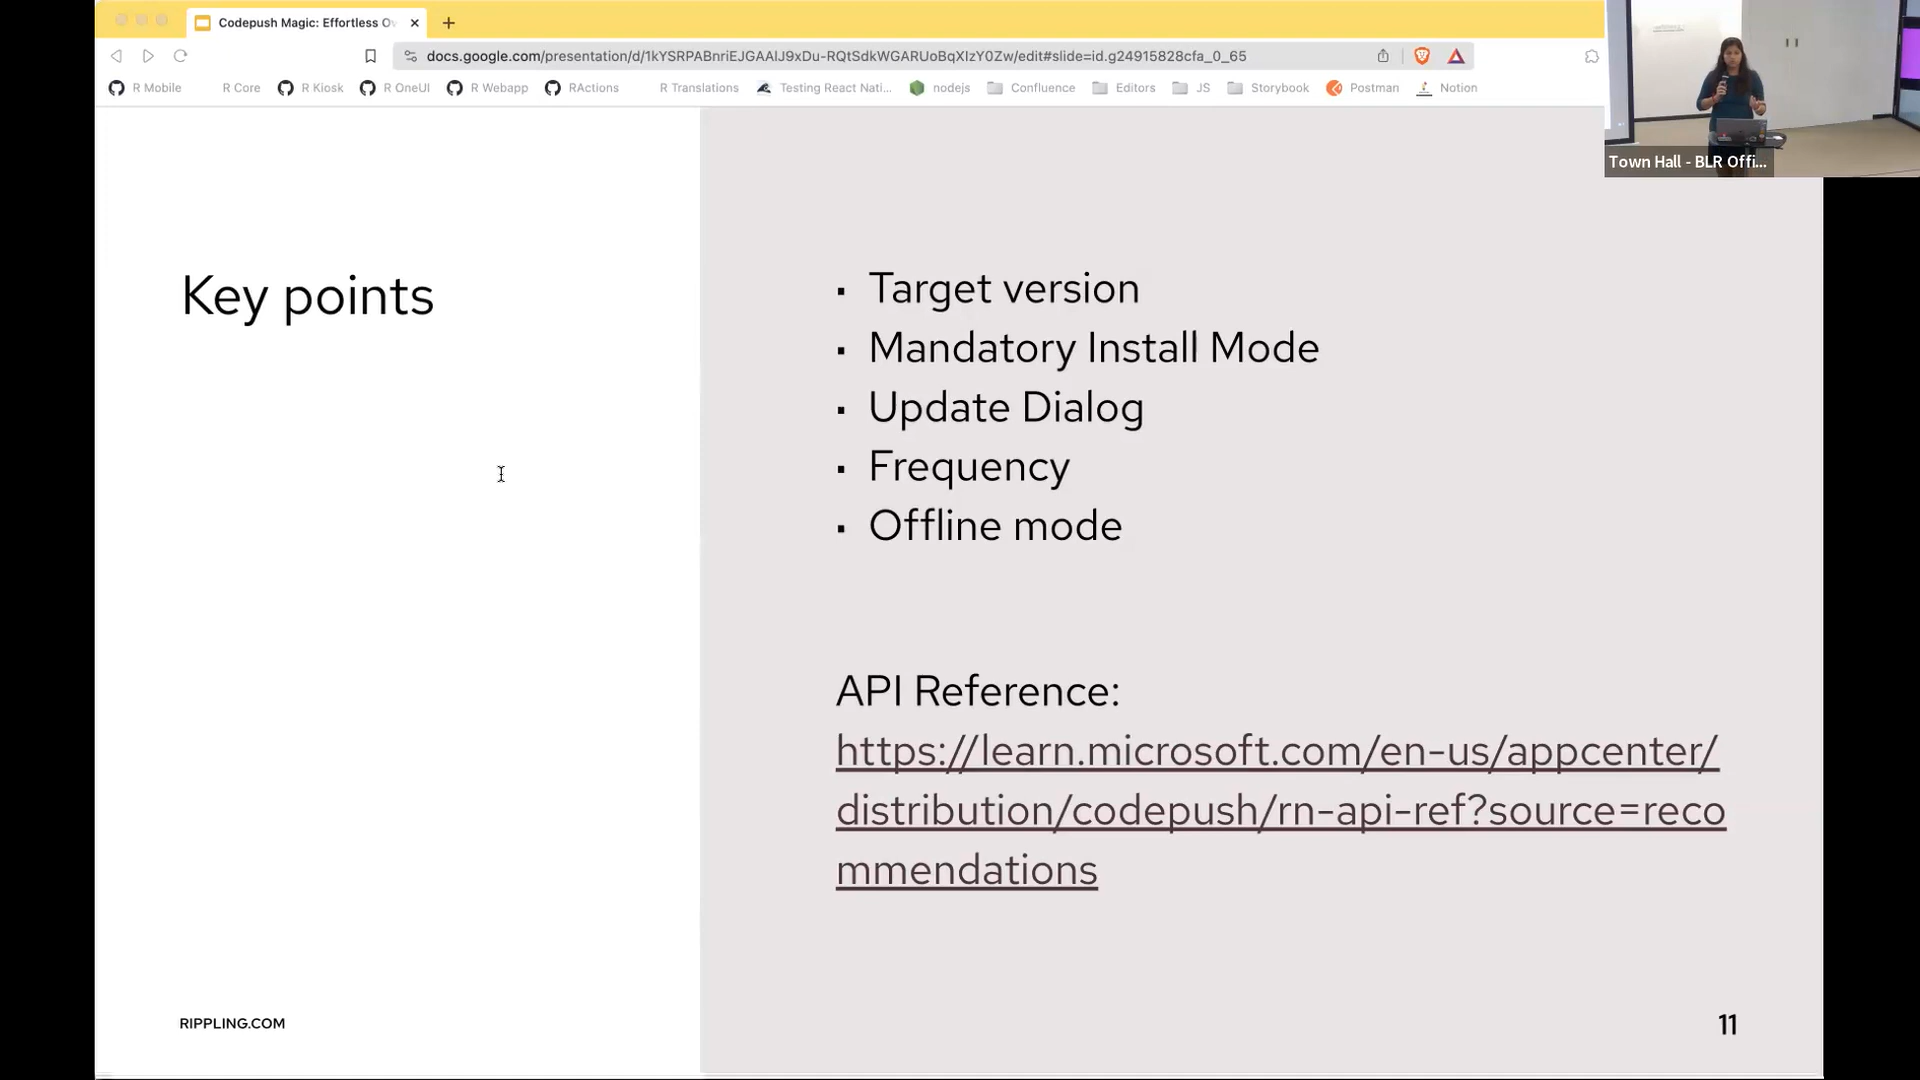 Codepush Magic: Effortless O
docs.google.com/presentation/d/1kYSRPABnriEJGAAlJ9xDu-RQtSdkWGARUoBqXIzY0Zw/edit#slide=id.g24915828cfa_0_65
R Mobile R Core R Kiosk R OneUI R Webapp RActions R Translations Testing React Nati... nodejs Confluence Editors JS Storybook Postman Notion
Town Hall - BLR Offi...
Key points
▪ Target version
▪ Mandatory Install Mode
▪ Update Dialog
▪ Frequency
▪ Offline mode
API Reference:
https://learn.microsoft.com/en-us/appcenter/
distribution/codepush/rn-api-ref?source=reco
mmendations
RIPPLING.COM
11